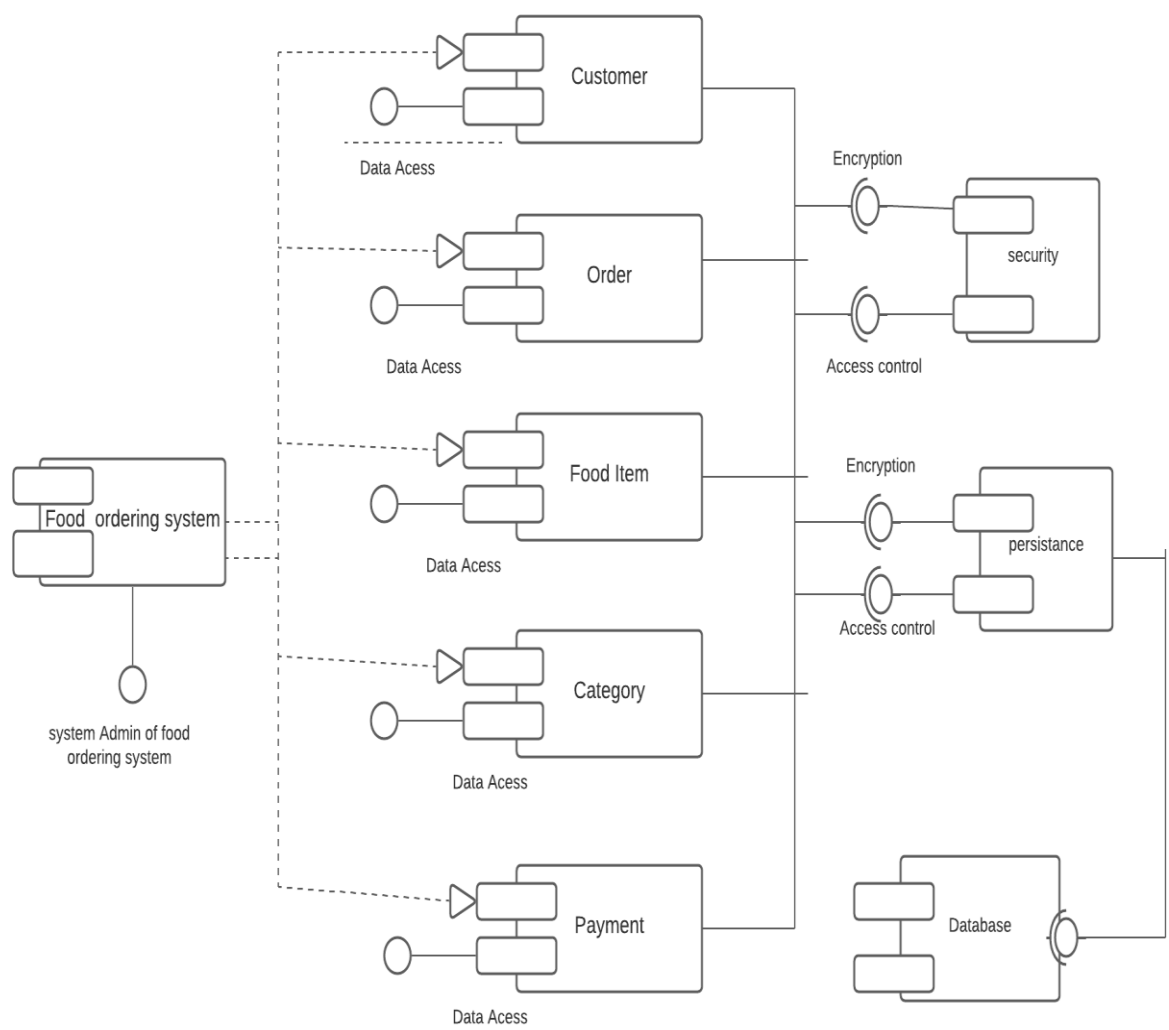 Customer
Data Acess
Encryption
security
Order
Access control
Data Acess
Food Item
Encryption
Food  ordering system
persistance
Data Acess
Access control
Category
system Admin of food
ordering system
Data Acess
Payment
Database
Data Acess